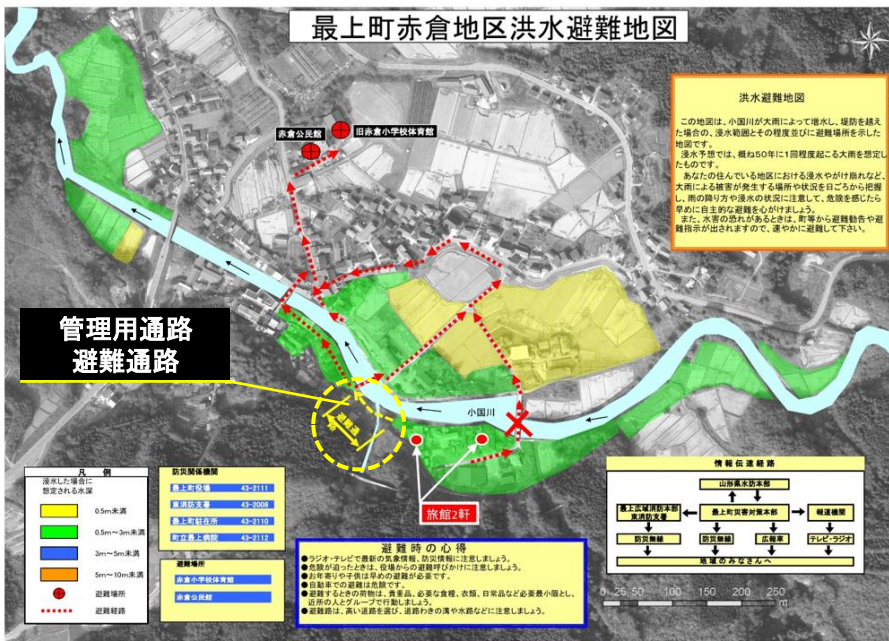 最上町赤倉地区洪水避難地図
洪水避難地図
この地図は、小国川が大雨によって増水し、堤防を越え
た場合の、浸水範囲とその程度並びに避難場所を示した
地図です。
浸水予想では、概ね50年に1回程度起こる大雨を想定し
たものです。
あなたの住んでいる地区における浸水やがけ崩れなど、
大雨による被害が発生する場所や状況を日ごろから把握
し、雨の降り方や浸水の状況に注意して、危険を感じたら
早めに自主的な避難を心がけましょう。
また、水害の恐れがあるときは、町等から避難勧告や避
難指示が出されますので、速やかに避難して下さい。
赤倉公民館
旧赤倉小学校体育館
管理用通路
避難通路
避難通
小国川
旅館2軒
凡例
浸水した場合に
想定される水深
0.5m未満
0.5m~3m未満
3m~5m未満
5m~10m未満
避難場所
避難経路
防災関係機関
最上町役場 43-2111
東消防支署 43-2008
最上町駐在所 43-2110
町立最上病院 43-2112
避難場所
赤倉小学校体育館
赤倉公民館
避難時の心得
●ラジオ・テレビで最新の気象情報、防災情報に注意しましょう。
●危険が迫ったときは、役場からの避難呼びかけに注意しましょう。
●お年寄りや子供は早めの避難が必要です。
●自動車での避難は危険です。
●避難するときの荷物は、貴重品、必要な食糧、衣類、日常品など必要最小限とし、
近所の人とグループで行動しましょう。
●避難路は、高い道路を選び、道路わきの溝や水路などに注意しましょう。
情報伝達経路
山形県水防本部
最上広域消防本部
東消防支署
最上町災害対策本部
報道機関
防災無線
防災無線
広報車
テレビ・ラジオ
地域のみなさんへ
0 25 50 100 150 200 250
m